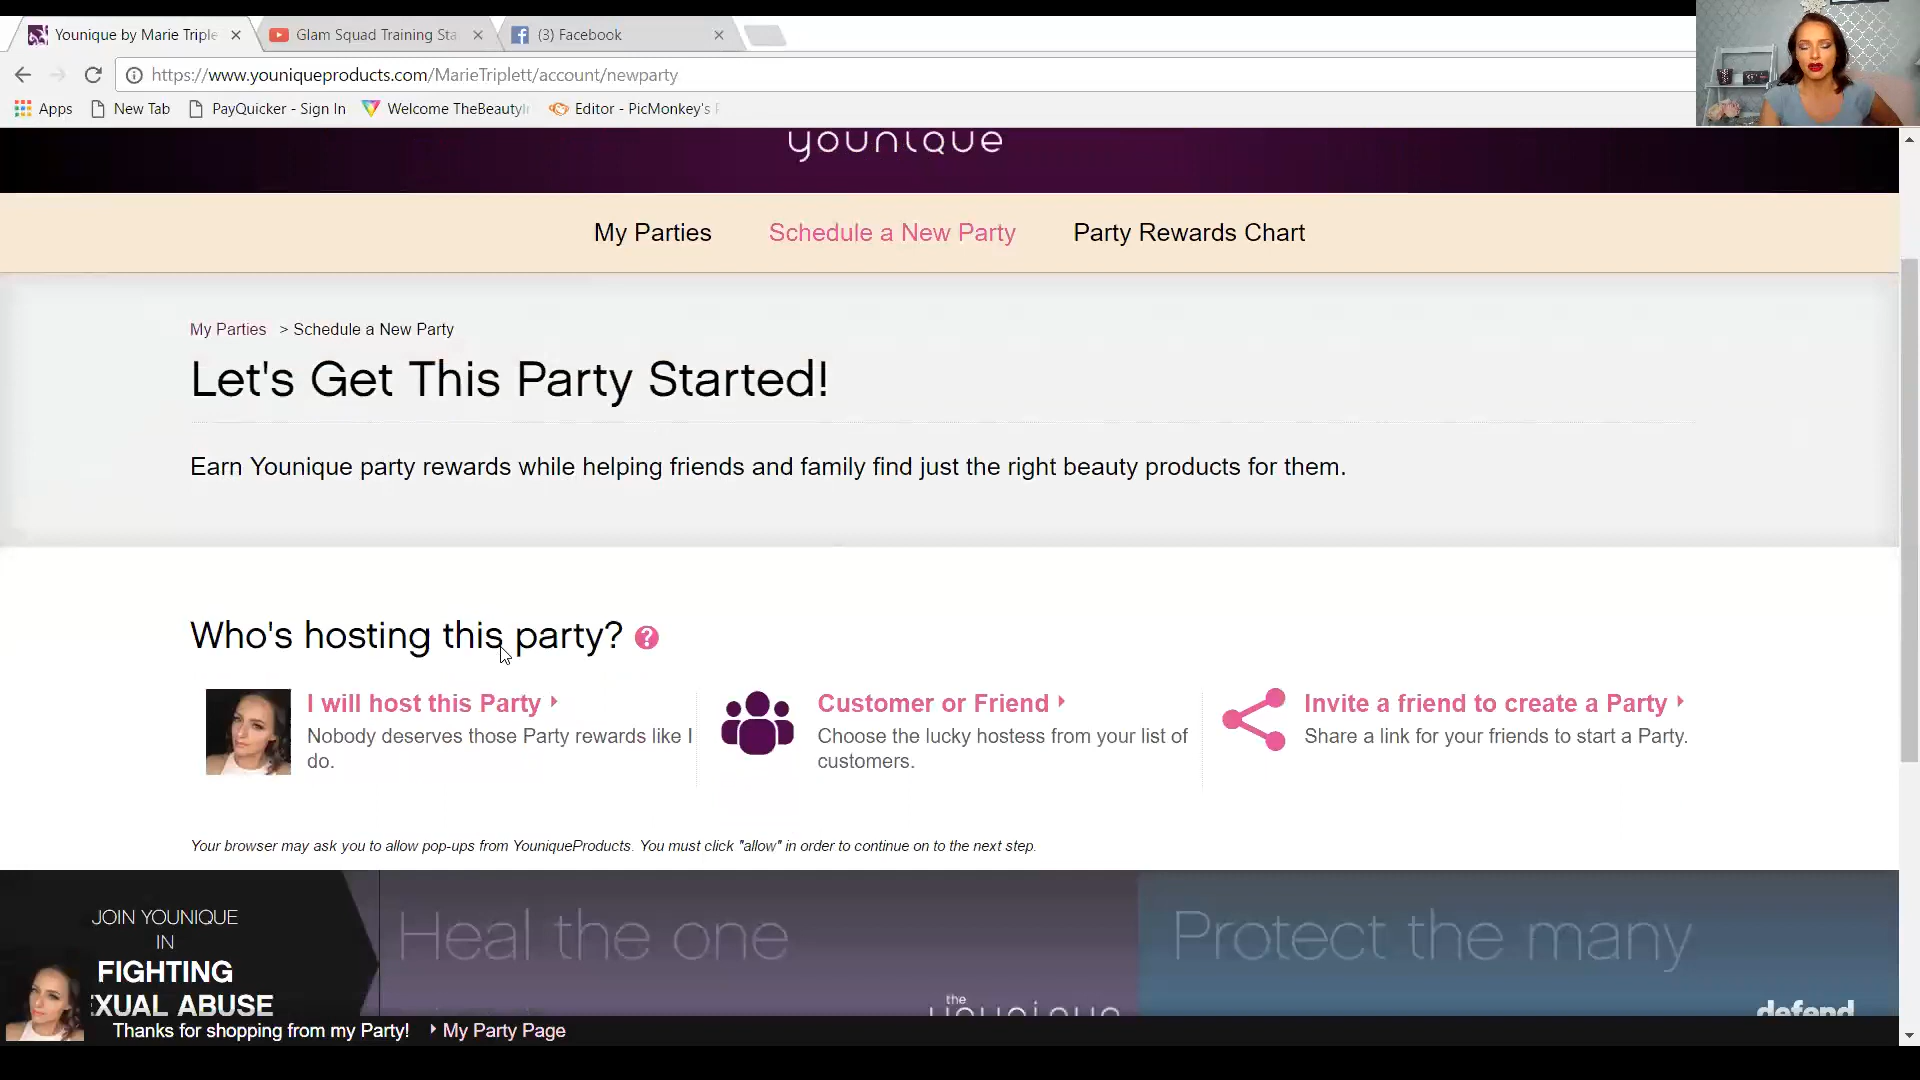 Younique by Marie Triple
Glam Squad Training Sta
(3) Facebook
https://www.youniqueproducts.com/MarieTriplett/account/newparty
Apps
New Tab
PayQuicker - Sign In
Welcome TheBeautyI
Editor - PicMonkey's F
younique
My Parties
Schedule a New Party
Party Rewards Chart
My Parties > Schedule a New Party
Let's Get This Party Started!
Earn Younique party rewards while helping friends and family find just the right beauty products for them.
Who's hosting this party? ?
I will host this Party
Nobody deserves those Party rewards like I
do.
Customer or Friend
Choose the lucky hostess from your list of
customers.
Invite a friend to create a Party
Share a link for your friends to start a Party.
Your browser may ask you to allow pop-ups from YouniqueProducts. You must click "allow" in order to continue on to the next step.
JOIN YOUNIQUE
IN
FIGHTING
EXUAL ABUSE
Heal the one
the
younique
Protect the many
defend
Thanks for shopping from my Party!
My Party Page